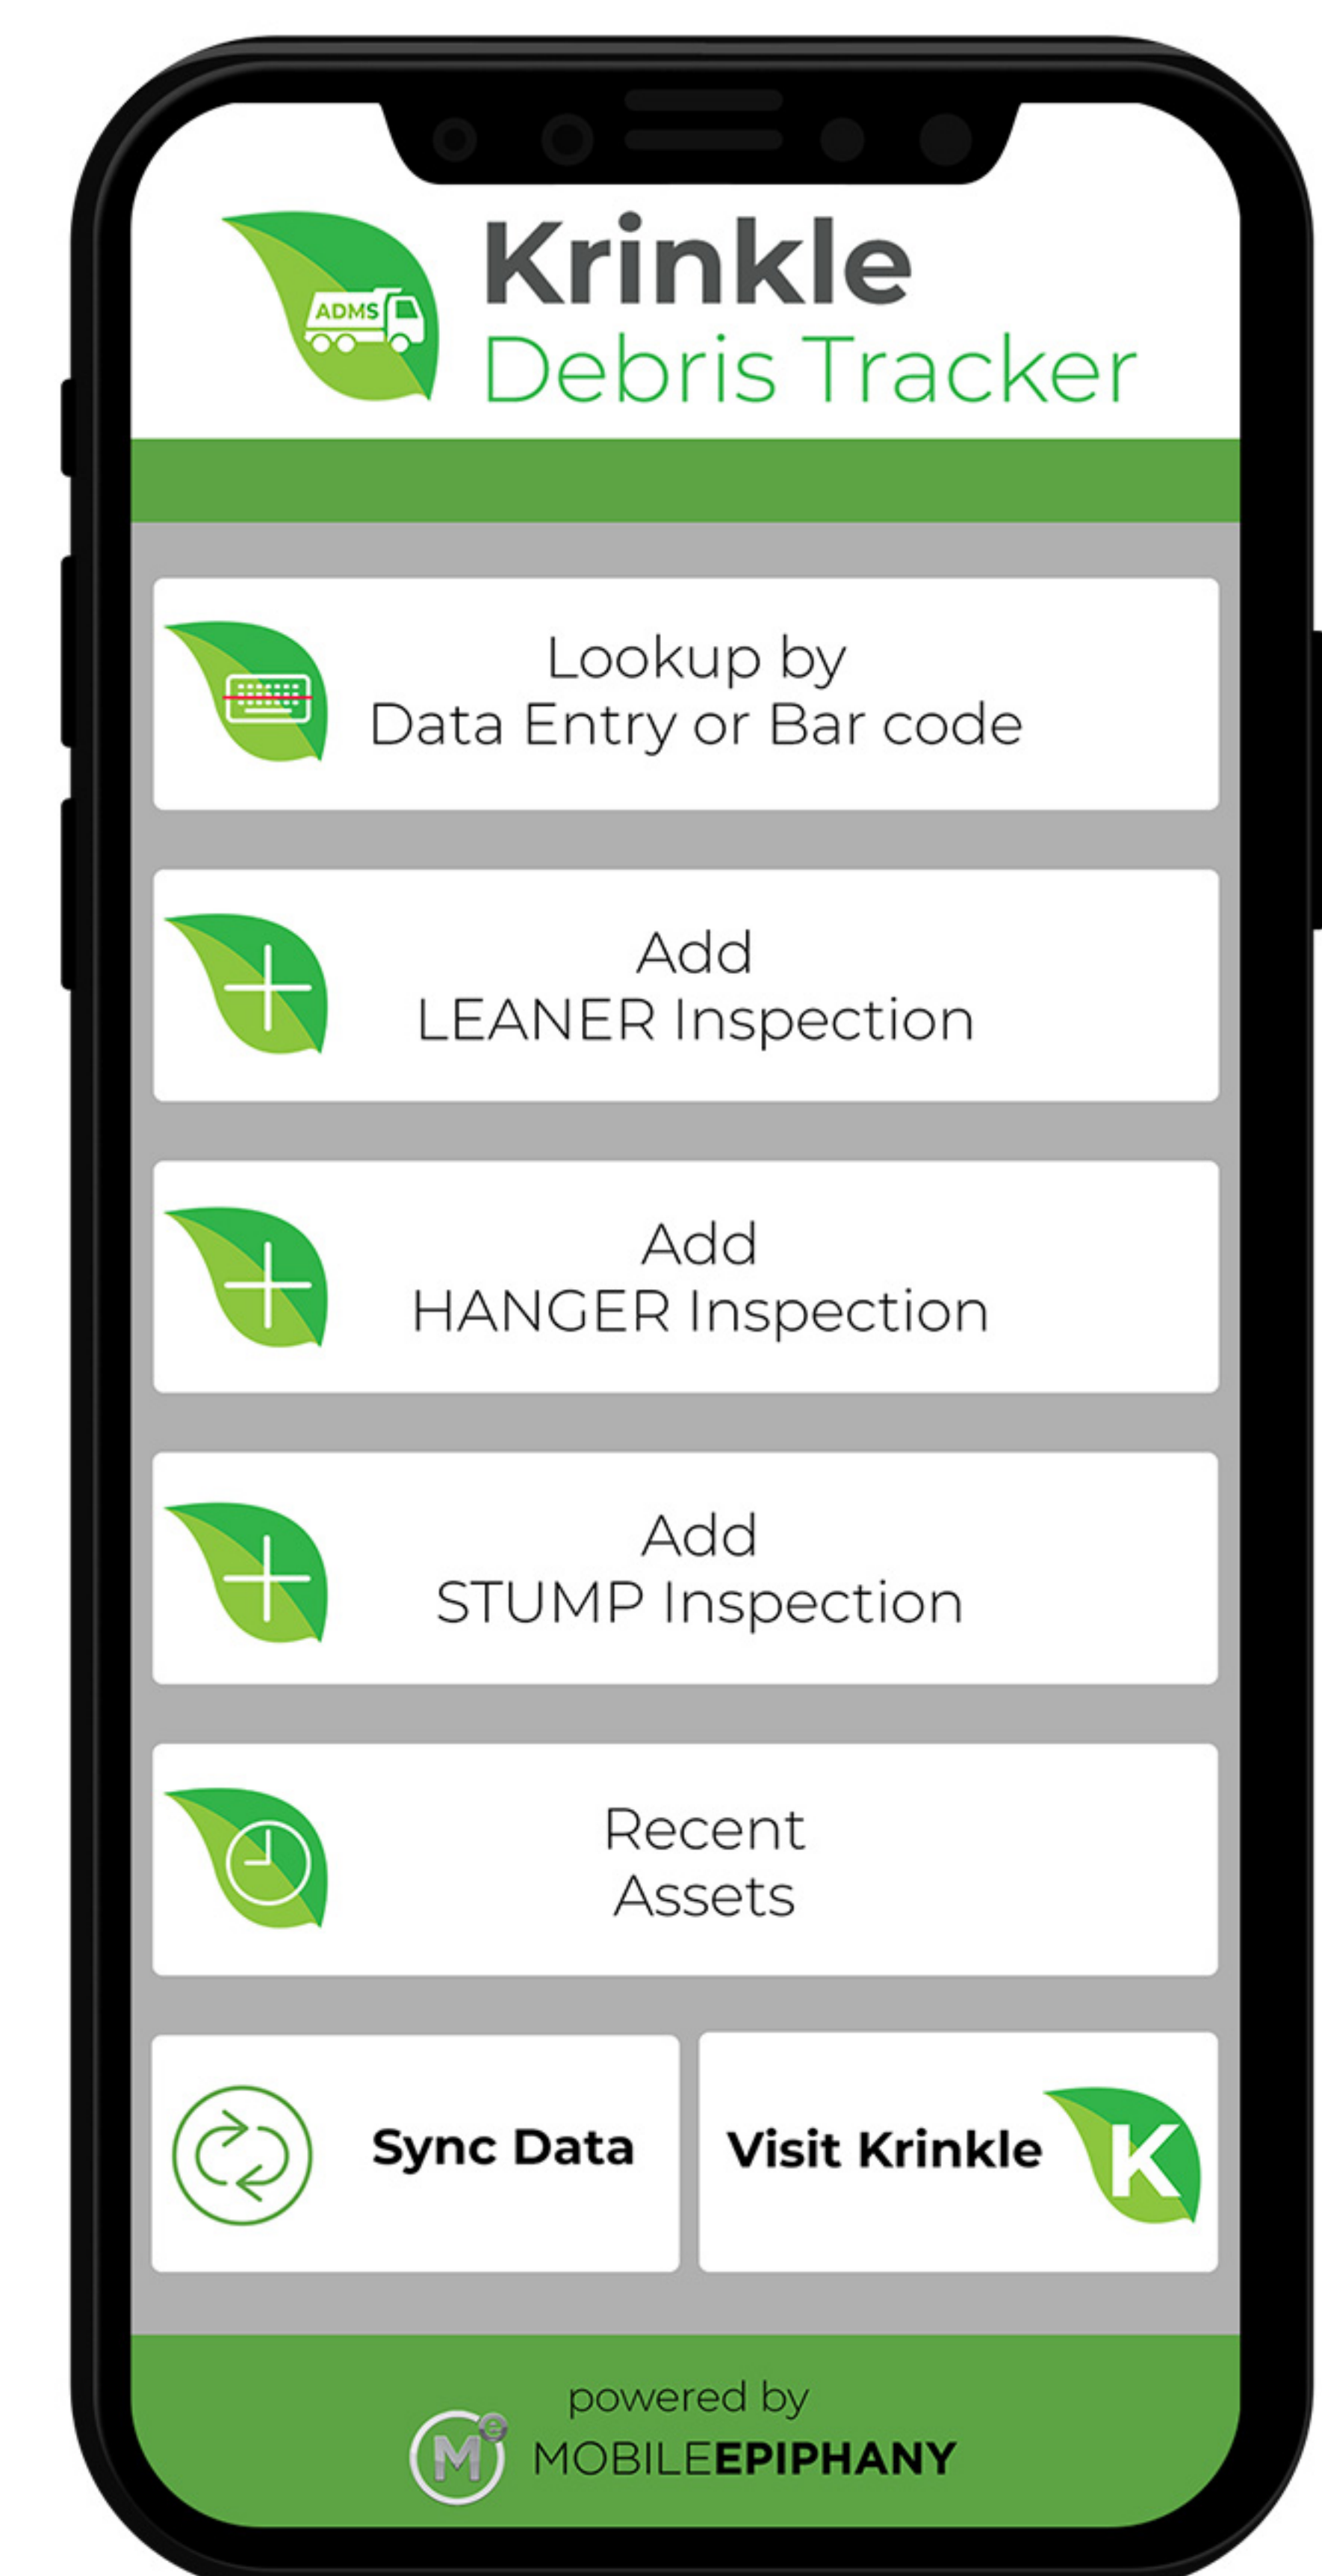 Krinkle
ADMS
Debris Tracker
Lookup by
Data Entry or Bar code
Add
LEANER Inspection
Add
HANGER Inspection
Add
STUMP Inspection
Recent
Assets
Sync Data
Visit Krinkle
K
powered by
Me
MOBILEEPIPHANY